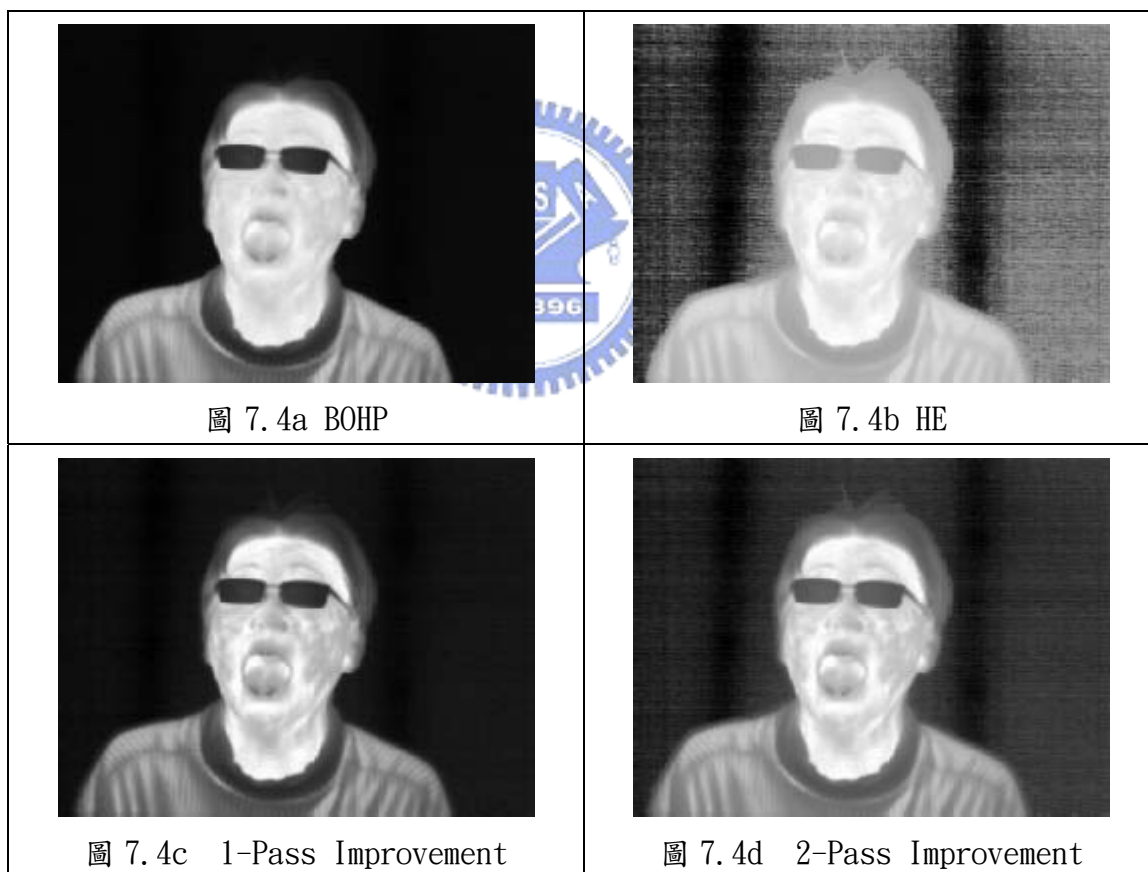 S
A
896
圖 7.4a BOHP
圖 7.4b HE
圖 7.4c 1-Pass Improvement
圖 7.4d 2-Pass Improvement